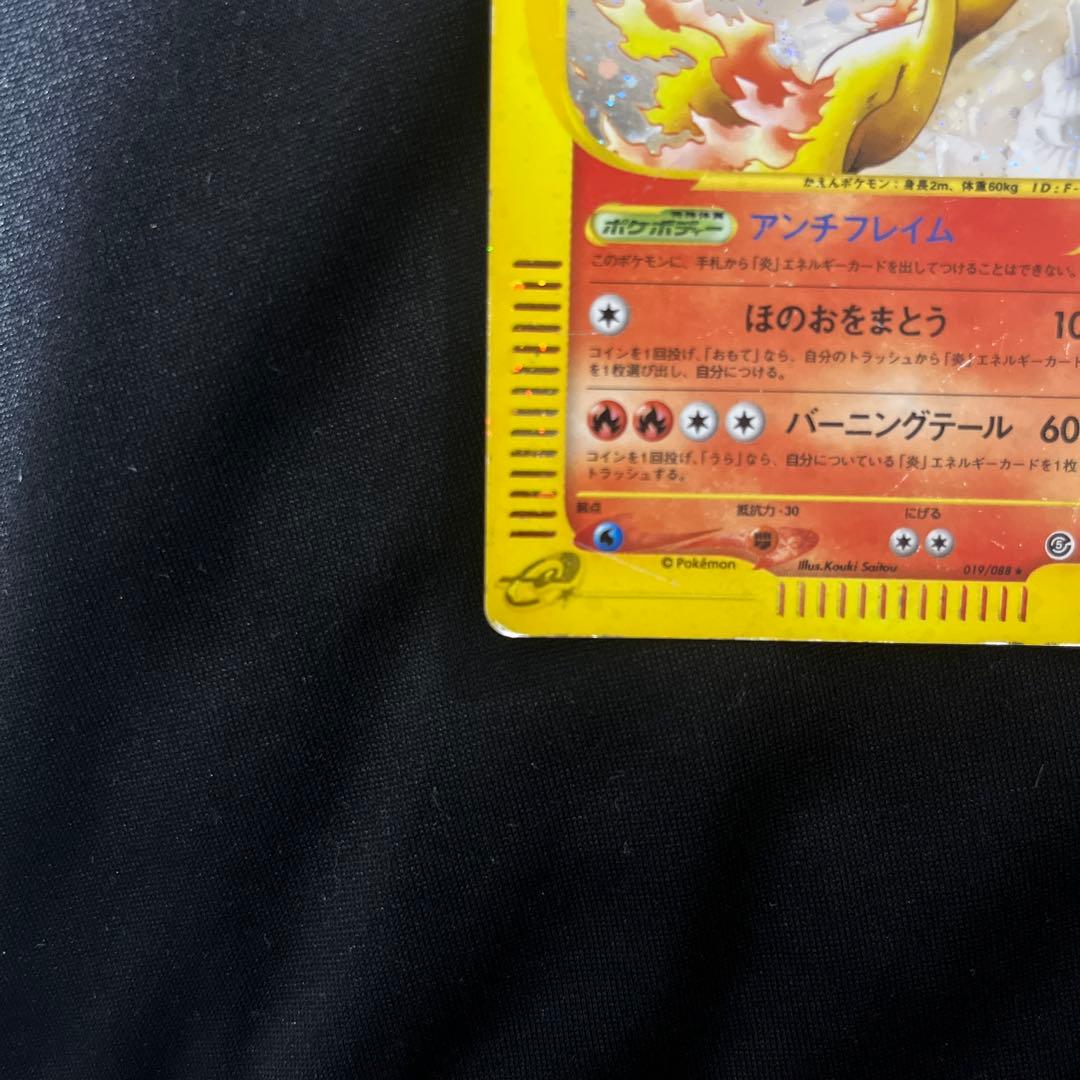 かえんポケモン：身長2m、体重60kg ID:F-
特殊体質
ポケボディー アンチフレイム
このポケモンに、手札から「炎」エネルギーカードを出してつけることはできない。
ほのおをまとう 10
コインを1回投げ、「おもて」なら、自分のトラッシュから「炎」エネルギーカード
を1枚選び出し、自分につける。
バーニングテール 60
コインを1回投げ、「うら」なら、自分についている「炎」エネルギーカードを1枚
トラッシュする。
弱点 抵抗力-30 にげる
5
© Pokémon Illus.Kouki Saitou 019/088 ★
e